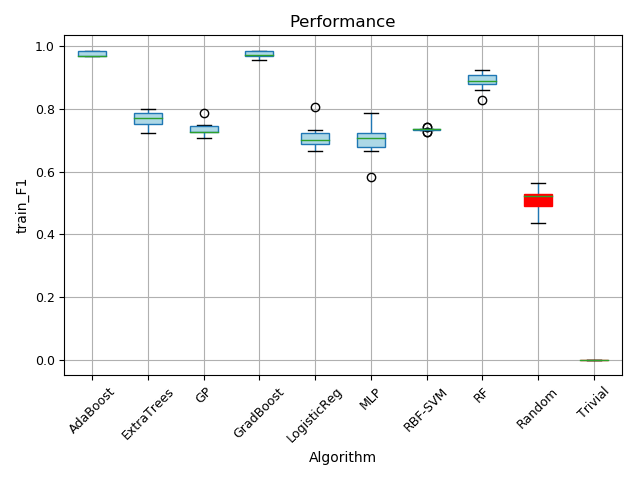 Performance
1.0
0.8
0.6
0.4
0.2
0.0
train_F1
AdaBoost
ExtraTrees
GP
GradBoost
LogisticReg
MLP
RBF-SVM
RF
Random
Trivial
Algorithm